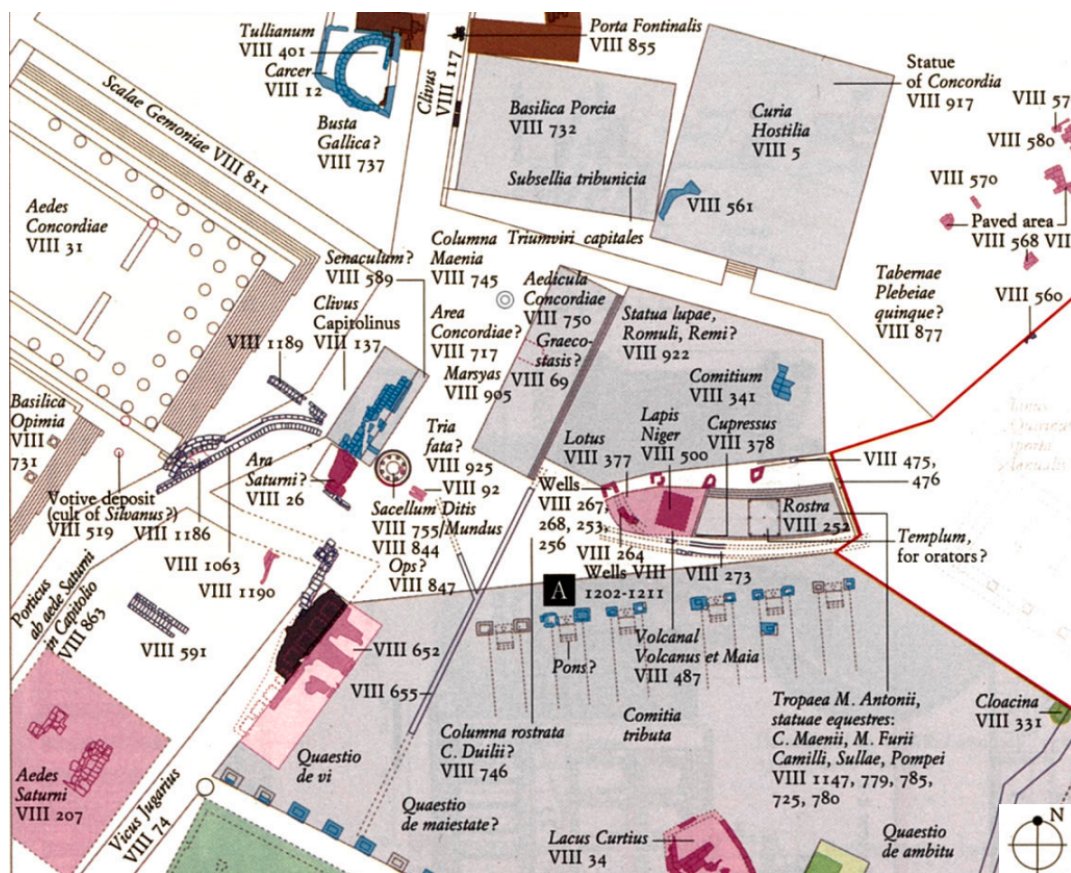 Tullianum
VIII 401
Carcer
VIII 12
Clivus
VIII 117
Porta Fontinalis
VIII 855
Statue
of Concordia
VIII 917
VIII 57
VIII 580
Scalae Gemoniae VIII 811
Busta
Gallica?
VIII 737
Basilica Porcia
VIII 732
Curia
Hostilia
VIII 5
Subsellia tribunicia
VIII 561
VIII 570
Paved area
VIII 568 VII
Aedes
Concordiae
VIII 31
Senaculum?
VIII 589
Columna
Maenia
VIII 745
Triumviri capitales
Aedicula
Concordiae
VIII 750
Tabernae
Plebeiae
quinque?
VIII 877
VIII 560
Clivus
Capitolinus
VIII 137
Area
Concordiae?
VIII 717
Marsyas
VIII 905
Graeco-
stasis?
VIII 69
Statua lupae,
Romuli, Remi?
VIII 922
VIII 1189
Comitium
VIII 341
Basilica
Opimia
VIII
731
Ara
Saturni?
VIII 26
Tria
fata?
VIII 925
VIII 92
Lotus
VIII 377
Lapis
Niger
VIII 500
Cupressus
VIII 378
VIII 475,
476
Votive deposit
(cult of Silvanus?)
VIII 519
VIII 1186
Sacellum Ditis
VIII 755/Mundus
VIII 844
Ops?
VIII 847
Wells
VIII 267,
268, 253,
256
Rostra
VIII 252
Templum,
for orators?
VIII 1063
VIII 1190
VIII 264
Wells VIII
1202-1211
VIII 273
A
Porticus
ab aede Saturni
in Capitolio
VIII 863
VIII 591
VIII 652
VIII 655
Pons?
Volcanal
Volcanus et Maia
VIII 487
Cloacina
VIII 331
Columna rostrata
C. Duilii?
VIII 746
Comitia
tributa
Tropaea M. Antonii,
statuae equestres:
C. Maenii, M. Furii
Camilli, Sullae, Pompei
VIII 1147, 779, 785,
725, 780
Quaestio
de vi
Aedes
Saturni
VIII 207
Vicus Jugarius
VIII 74
Quaestio
de maiestate?
Lacus Curtius
VIII 34
Quaestio
de ambitu
N